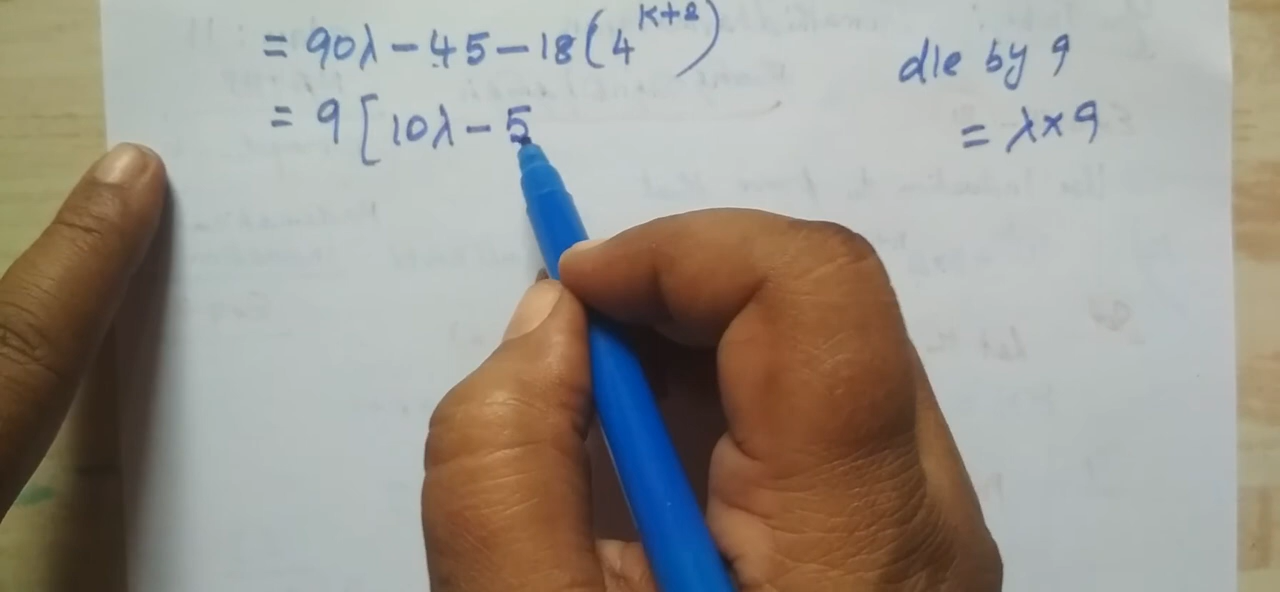 = 90λ - 45 - 18(4^{k+2})
= 9[10λ - 5
dle by 9
= λ×9